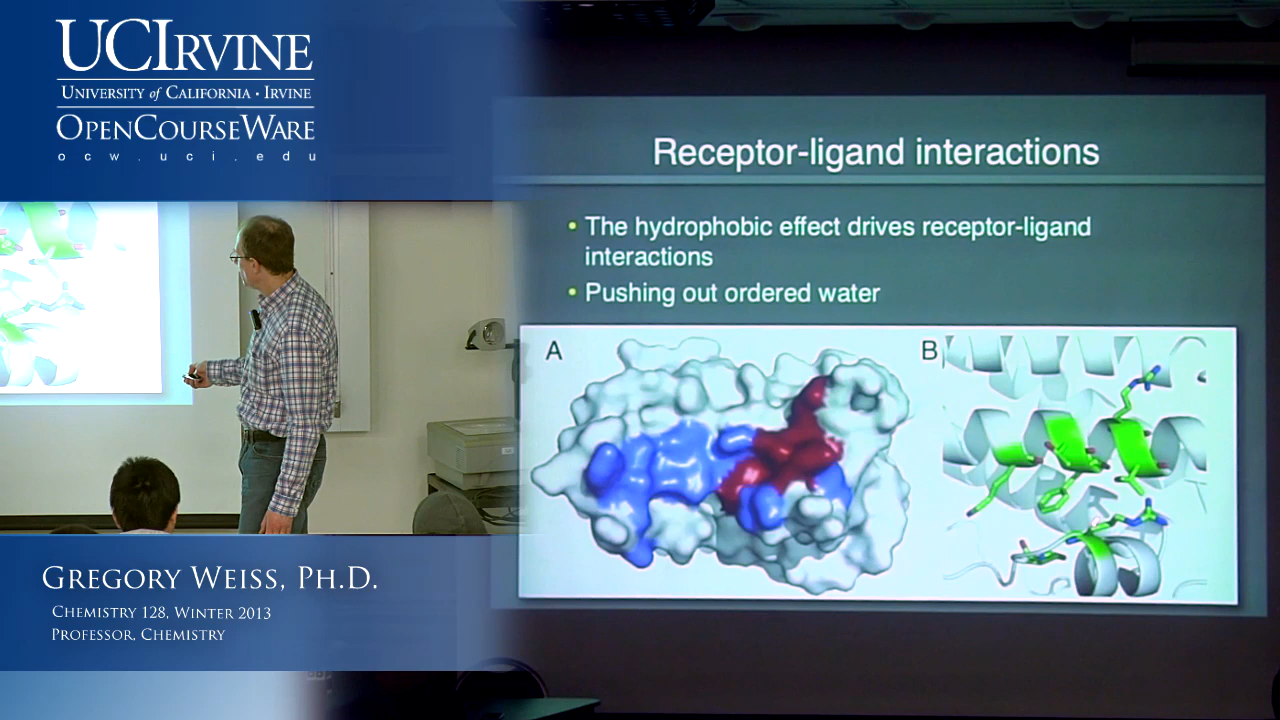 UCIRVINE
UNIVERSITY of CALIFORNIA · IRVINE
OPENCOURSEWARE
ocw.uci.edu
Receptor-ligand interactions
• The hydrophobic effect drives receptor-ligand
interactions
• Pushing out ordered water
A
B
GREGORY WEISS, PH.D.
CHEMISTRY 128, WINTER 2013
PROFESSOR, CHEMISTRY